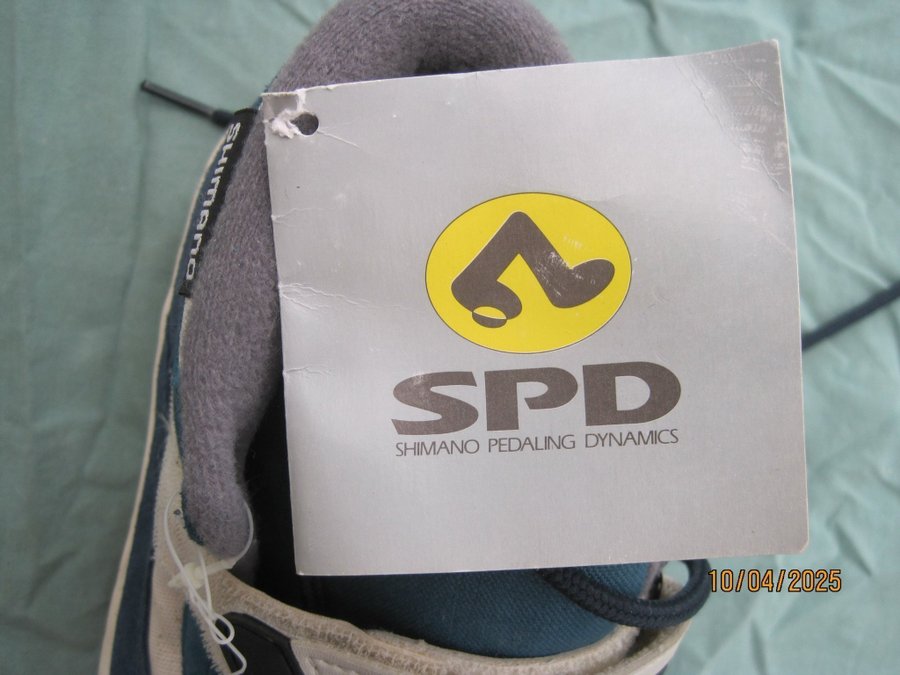 SHIMANO
SPD
SHIMANO PEDALING DYNAMICS
10/04/2025